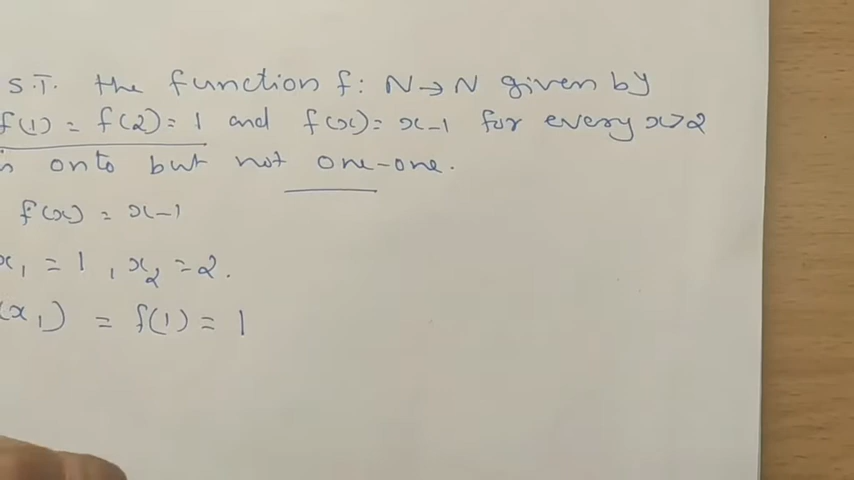 S.T. the function f: N→N given by
f(1) = f(2) = 1 and f(x) = x-1 for every x>2
onto but not one-one.
f(x) = x-1
x₁ = 1, x₂ = 2.
(x₁) = f(1) = 1